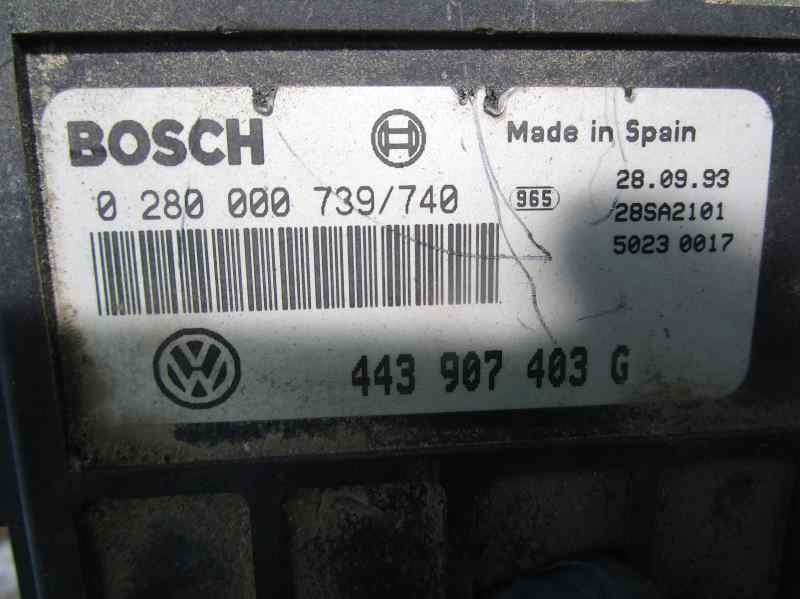 BOSCH
Made in Spain
0 280 000 739/740
965
28.09.93
28SA2101
5023 0017
443 907 403 G